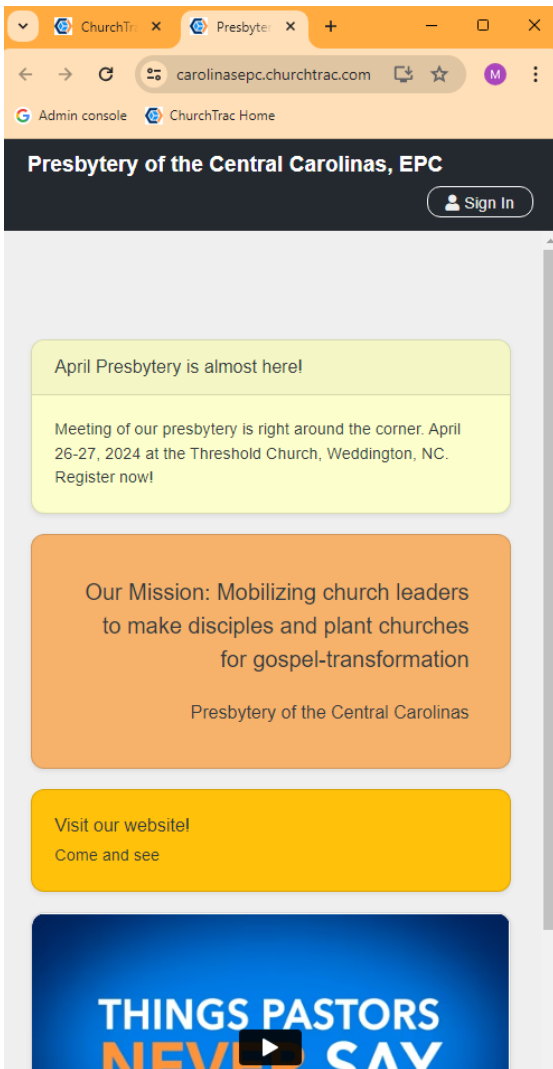 ChurchTra
Presbyter
carolinasepc.churchtrac.com
M
G Admin console ChurchTrac Home
Presbytery of the Central Carolinas, EPC
Sign In
April Presbytery is almost here!
Meeting of our presbytery is right around the corner. April
26-27, 2024 at the Threshold Church, Weddington, NC.
Register now!
Our Mission: Mobilizing church leaders
to make disciples and plant churches
for gospel-transformation
Presbytery of the Central Carolinas
Visit our website!
Come and see
THINGS PASTORS
NEVER SAY